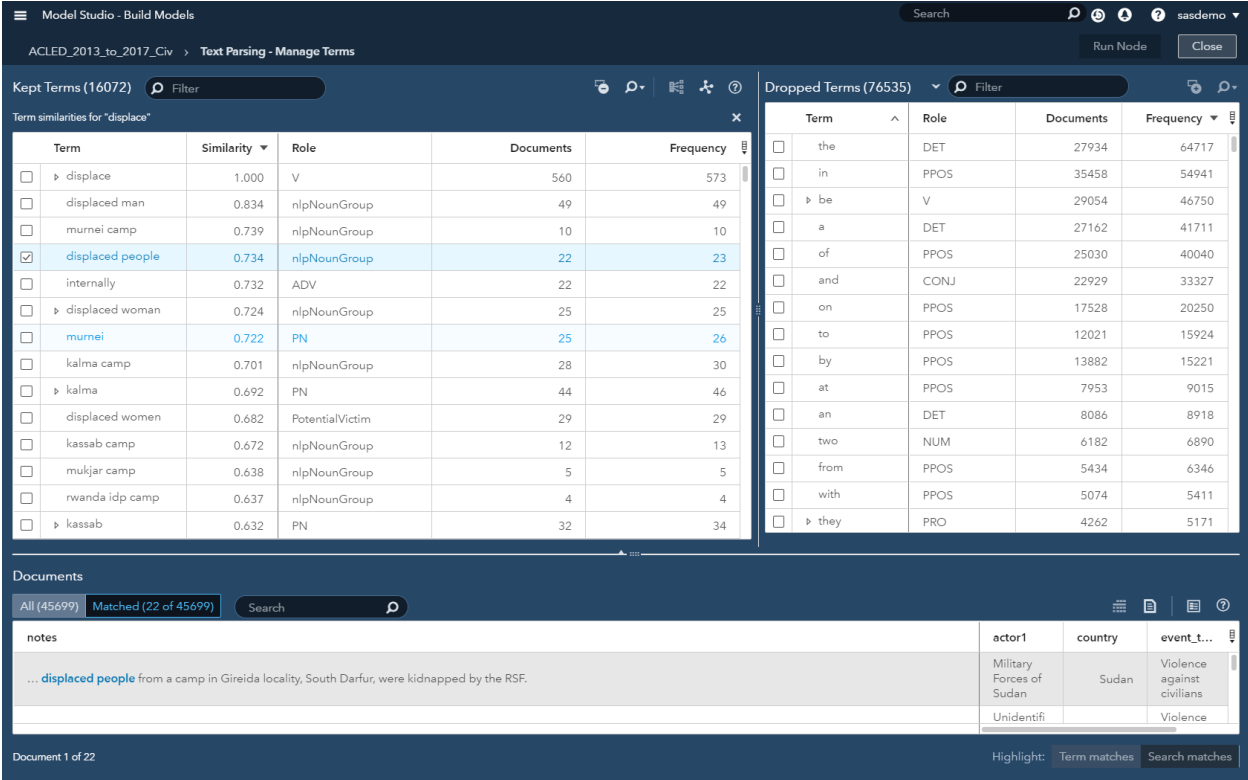 Model Studio - Build Models
Search
sasdemo
ACLED_2013_to_2017_Civ > Text Parsing - Manage Terms
Run Node
Close
Kept Terms (16072)
Filter
Term similarities for "displace"
Term Similarity Role Documents Frequency
displace 1.000 V 560 573
displaced man 0.834 nlpNounGroup 49 49
murnei camp 0.739 nlpNounGroup 10 10
displaced people 0.734 nlpNounGroup 22 23
internally 0.732 ADV 22 22
displaced woman 0.724 nlpNounGroup 25 25
murnei 0.722 PN 25 26
kalma camp 0.701 nlpNounGroup 28 30
kalma 0.692 PN 44 46
displaced women 0.682 PotentialVictim 29 29
kassab camp 0.672 nlpNounGroup 12 13
mukjar camp 0.638 nlpNounGroup 5 5
rwanda idp camp 0.637 nlpNounGroup 4 4
kassab 0.632 PN 32 34
Dropped Terms (76535)
Filter
Term Role Documents Frequency
the DET 27934 64717
in PPOS 35458 54941
be V 29054 46750
a DET 27162 41711
of PPOS 25030 40040
and CONJ 22929 33327
on PPOS 17528 20250
to PPOS 12021 15924
by PPOS 13882 15221
at PPOS 7953 9015
an DET 8086 8918
two NUM 6182 6890
from PPOS 5434 6346
with PPOS 5074 5411
they PRO 4262 5171
Documents
All (45699) Matched (22 of 45699) Search
notes actor1 country event_t...
... displaced people from a camp in Gireida locality, South Darfur, were kidnapped by the RSF.
Military
Forces of
Sudan
Sudan
Violence
against
civilians
Unidentifi
Violence
Document 1 of 22
Highlight: Term matches Search matches